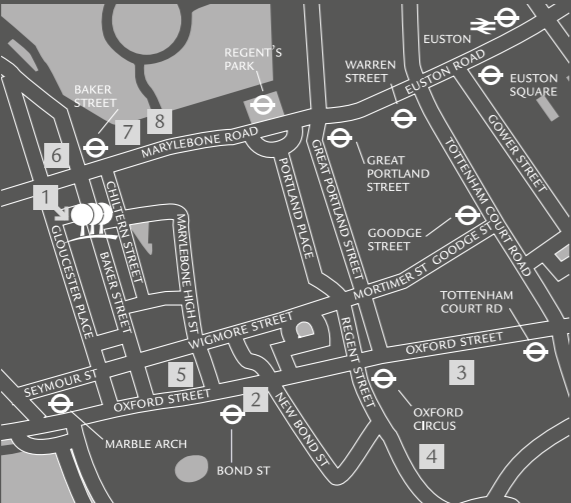 EUSTON
REGENT'S
PARK
WARREN
STREET
EUSTON ROAD
EUSTON
SQUARE
BAKER
STREET
7
8
MARYLEBONE ROAD
6
GREAT
PORTLAND
STREET
GOWER STREET
TOTTENHAM COURT ROAD
PORTLAND PLACE
GREAT PORTLAND STREET
1
CHILTERN STREET
MARYLEBONE HIGH ST
GLOUCESTER PLACE
BAKER STREET
GOODGE
STREET
MORTIMER ST
GOODGE ST
TOTTENHAM
COURT RD
WIGMORE STREET
REGENT STREET
OXFORD STREET
3
SEYMOUR ST
5
OXFORD STREET
2
NEW BOND ST
OXFORD
CIRCUS
MARBLE ARCH
4
BOND ST